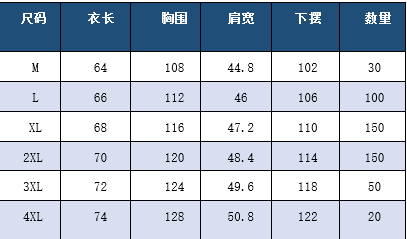 尺码 衣长 胸围 肩宽 下摆 数量
M 64 108 44.8 102 30
L 66 112 46 106 100
XL 68 116 47.2 110 150
2XL 70 120 48.4 114 150
3XL 72 124 49.6 118 50
4XL 74 128 50.8 122 20